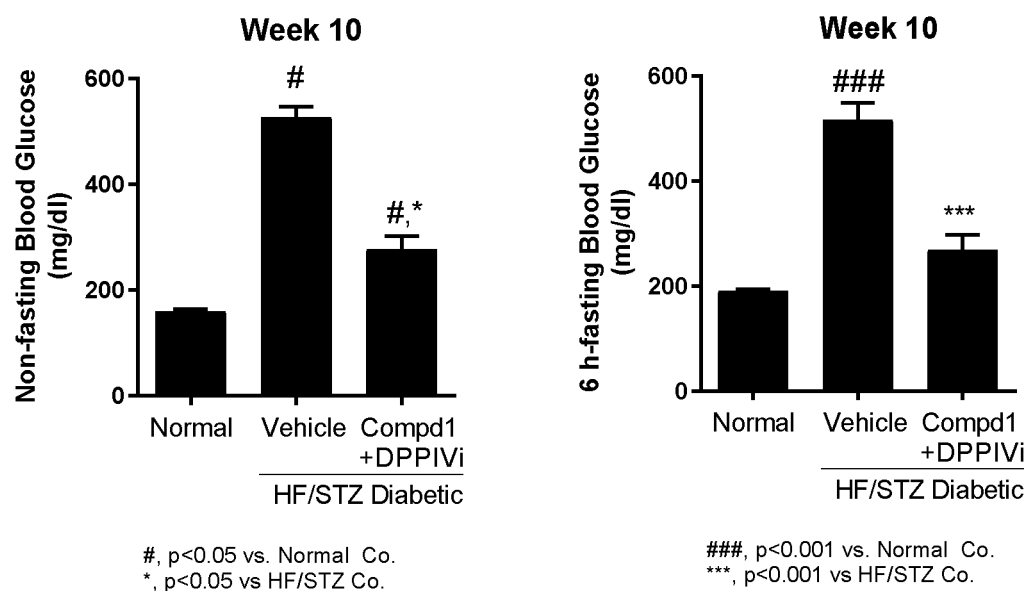 Week 10
Non-fasting Blood Glucose
(mg/dl)
600
400
200
0
#
#,*
Normal
Vehicle
Compd1
+DPPIVi
HF/STZ Diabetic
#, p<0.05 vs. Normal  Co.
*, p<0.05 vs HF/STZ Co.
Week 10
6 h-fasting Blood Glucose
(mg/dl)
600
400
200
0
###
***
Normal
Vehicle
Compd1
+DPPIVi
HF/STZ Diabetic
###, p<0.001 vs. Normal  Co.
***, p<0.001 vs HF/STZ Co.